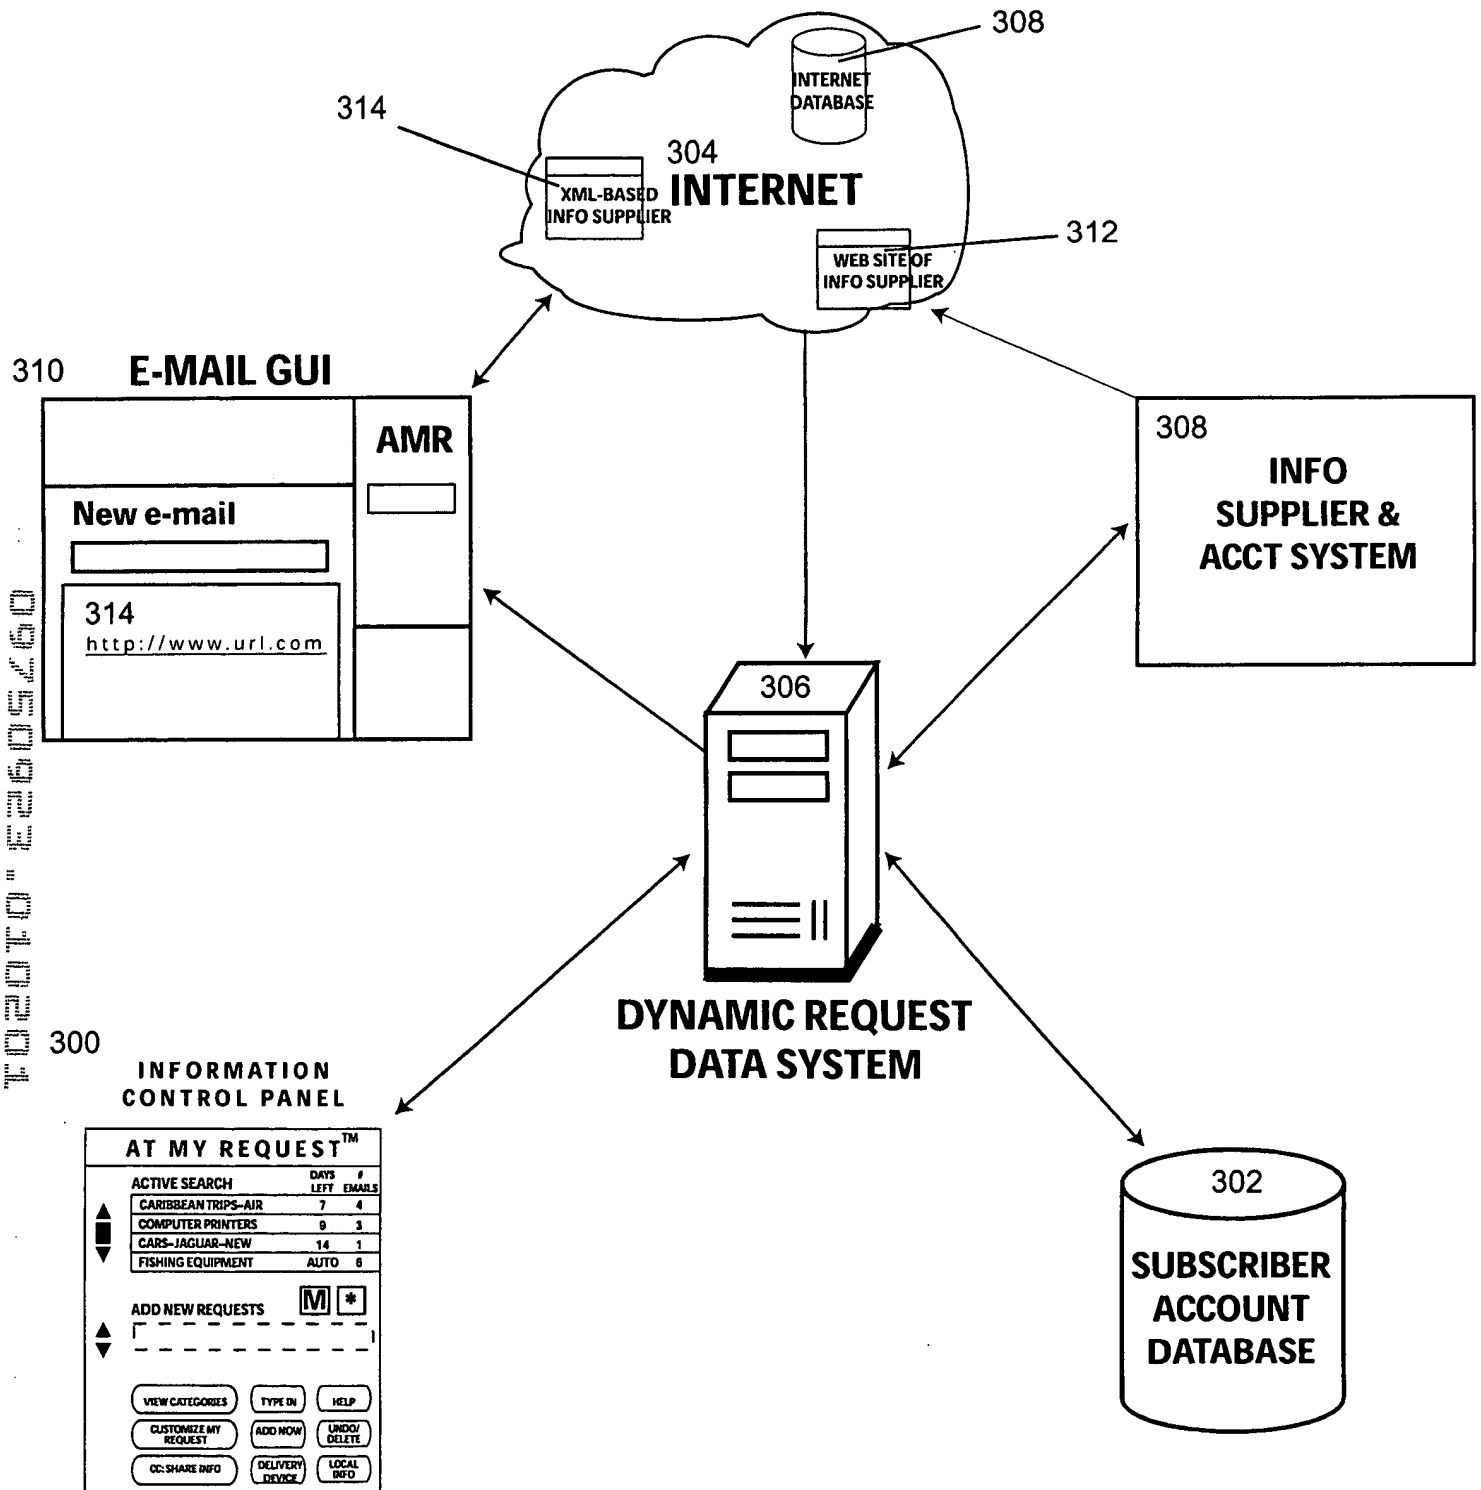 308
INTERNET
DATABASE
314
304
INTERNET
XML-BASED
INFO SUPPLIER
312
WEB SITE OF
INFO SUPPLIER
310
E-MAIL GUI
AMR
New e-mail
314
http://www.url.com
308
INFO
SUPPLIER &
ACCT SYSTEM
306
DYNAMIC REQUEST
DATA SYSTEM
300
INFORMATION
CONTROL PANEL
AT MY REQUEST™
ACTIVE SEARCH DAYS LEFT # EMAILS
CARIBBEAN TRIPS-AIR 7 4
COMPUTER PRINTERS 9 3
CARS-JAGUAR-NEW 14 1
FISHING EQUIPMENT AUTO 6
ADD NEW REQUESTS M *
VIEW CATEGORIES TYPE IN HELP
CUSTOMIZE MY REQUEST ADD NOW UNDO/ DELETE
CC: SHARE INFO DELIVERY DEVICE LOCAL INFO
302
SUBSCRIBER
ACCOUNT
DATABASE